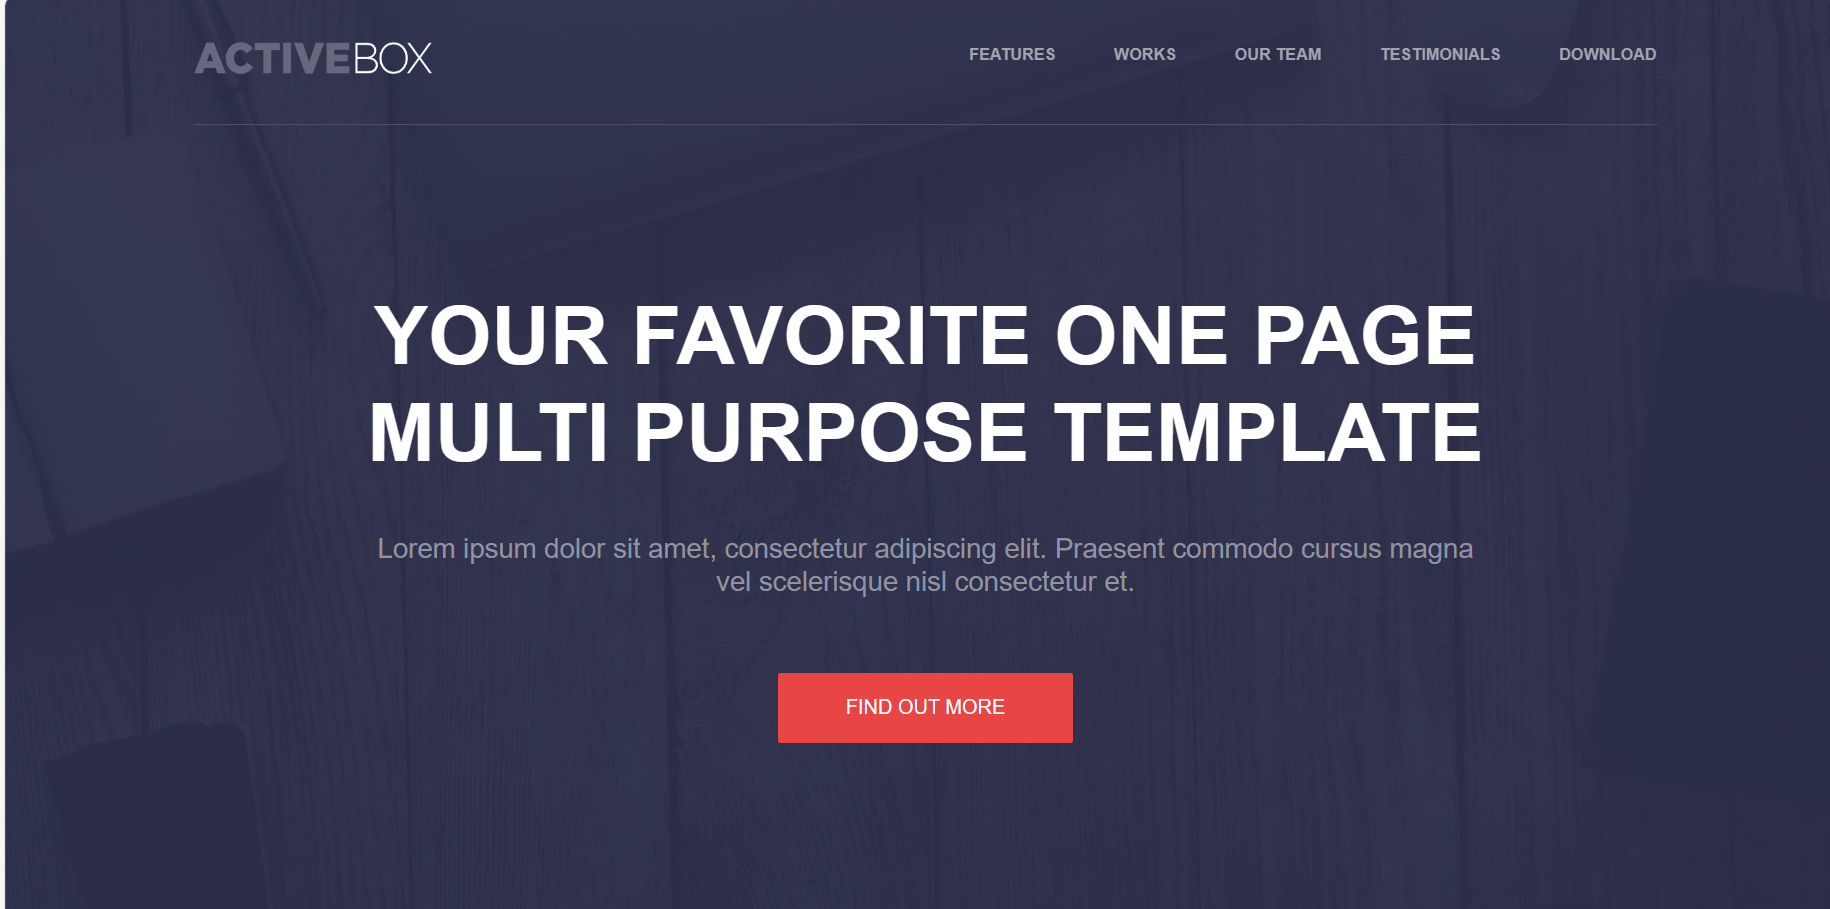 ACTIVEBOX
FEATURES WORKS OUR TEAM TESTIMONIALS DOWNLOAD
YOUR FAVORITE ONE PAGE
MULTI PURPOSE TEMPLATE
Lorem ipsum dolor sit amet, consectetur adipiscing elit. Praesent commodo cursus magna
vel scelerisque nisl consectetur et.
FIND OUT MORE